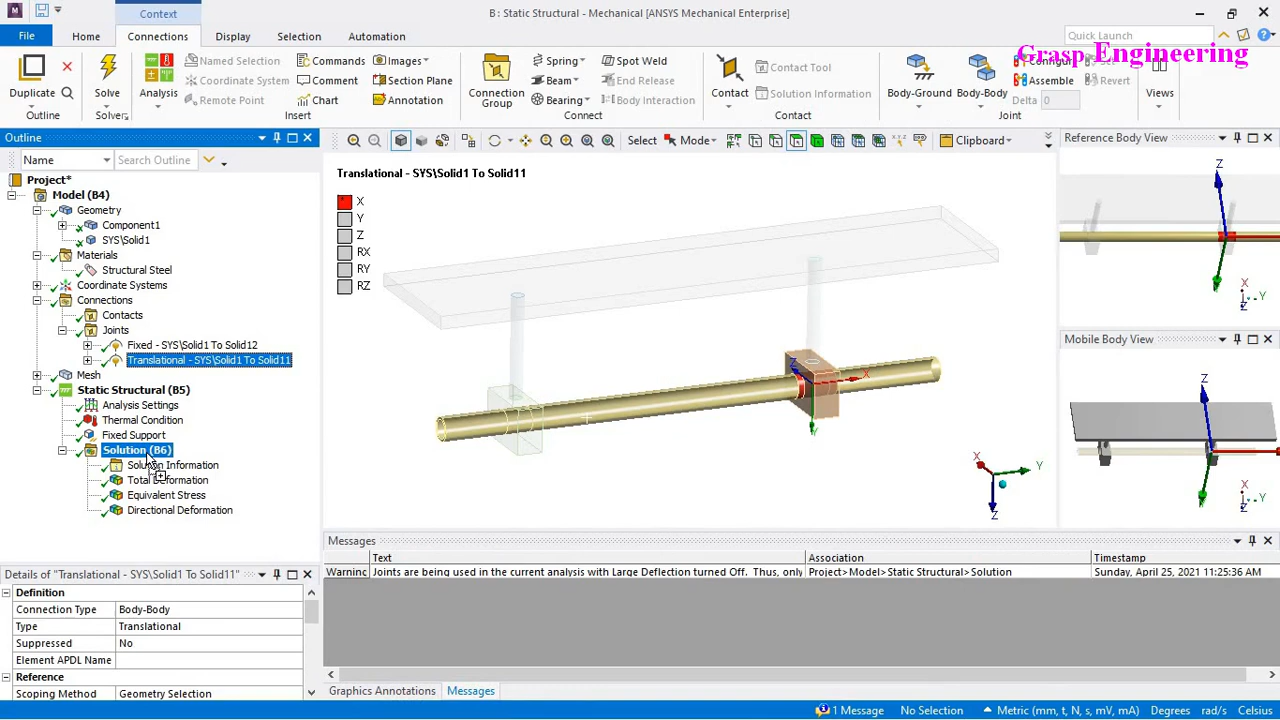 Context
B : Static Structural - Mechanical [ANSYS Mechanical Enterprise]
File
Home
Connections
Display
Selection
Automation
Quick Launch
Grasp Engineering
Duplicate
Outline
Solve
Solver
Analysis
Named Selection
Coordinate System
Remote Point
Commands
Comment
Chart
Images
Section Plane
Annotation
Insert
Connection
Group
Spring
Beam
Bearing
Spot Weld
End Release
Body Interaction
Connect
Contact
Contact Tool
Solution Information
Contact
Body-Ground
Body-Body
Assemble
Revert
Delta
0
Joint
Views
Outline
Name
Search Outline
Select
Mode
Clipboard
Reference Body View
Project*
Model (B4)
Geometry
Component1
SYS\Solid1
Materials
Structural Steel
Coordinate Systems
Connections
Contacts
Joints
Fixed - SYS\Solid1 To Solid12
Translational - SYS\Solid1 To Solid11
Mesh
Static Structural (B5)
Analysis Settings
Thermal Condition
Fixed Support
Solution (B6)
Solution Information
Total Deformation
Equivalent Stress
Directional Deformation
Translational - SYS\Solid1 To Solid11
X
Y
Z
RX
RY
RZ
Z
X
Y
X
Y
Z
Z
Y
X
Y
Z
Mobile Body View
Z
Y
X
Y
Z
Details of "Translational - SYS\Solid1 To Solid11"
Definition
Connection Type
Body-Body
Type
Translational
Suppressed
No
Element APDL Name
Reference
Scoping Method
Geometry Selection
Messages
Text
Association
Timestamp
Warning
Joints are being used in the current analysis with Large Deflection turned Off. Thus, only
Project>Model>Static Structural>Solution
Sunday, April 25, 2021 11:25:36 AM
Graphics Annotations
Messages
1 Message
No Selection
Metric (mm, t, N, s, mV, mA)
Degrees
rad/s
Celsius